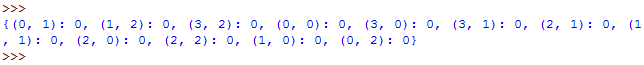 >>>
{(0, 1): 0, (1, 2): 0, (3, 2): 0, (0, 0): 0, (3, 0): 0, (3, 1): 0, (2, 1): 0, (1
, 1): 0, (2, 0): 0, (2, 2): 0, (1, 0): 0, (0, 2): 0}
>>>